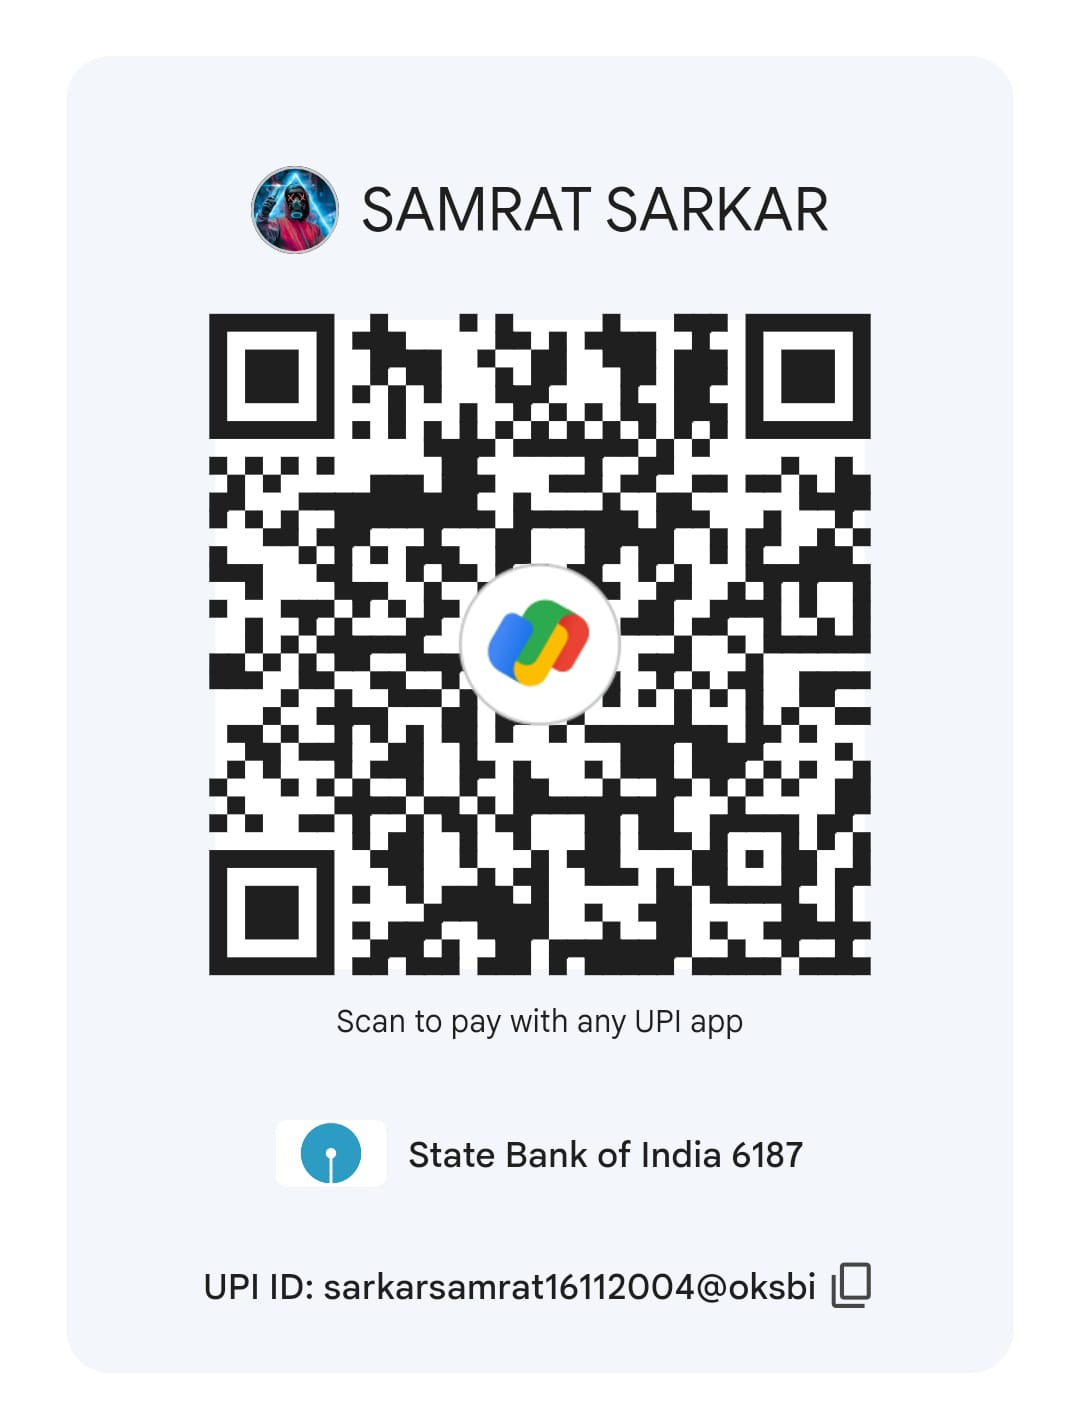 SAMRAT SARKAR
Scan to pay with any UPI app
State Bank of India 6187
UPI ID: sarkarsamrat16112004@oksbi